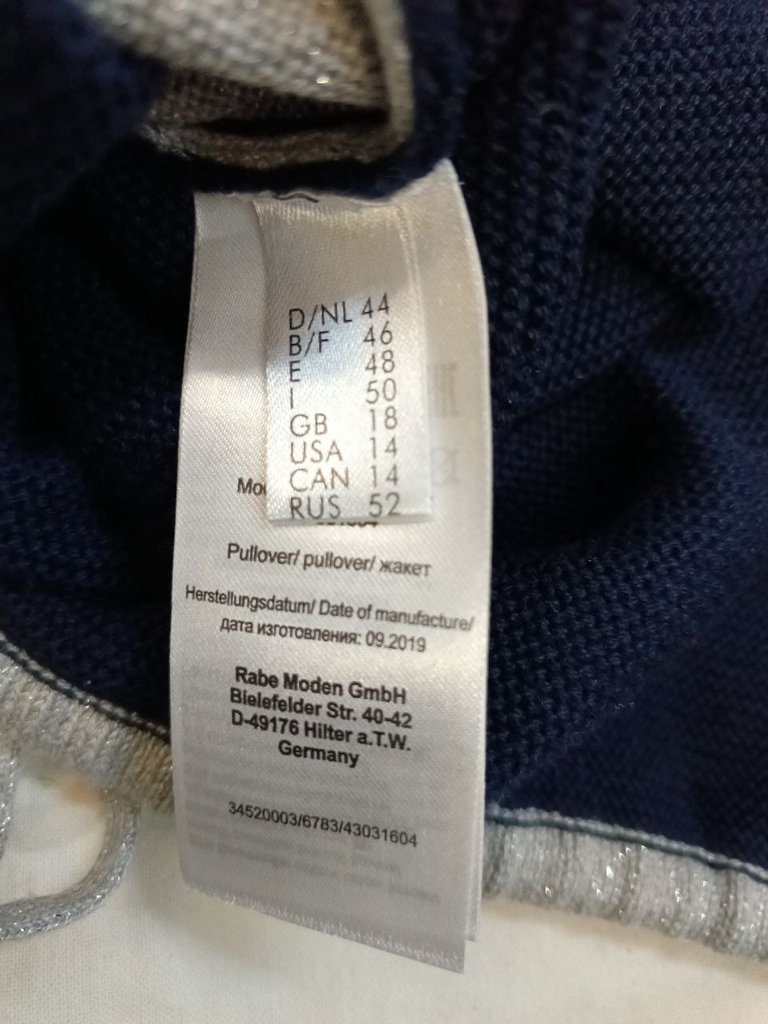 D/NL 44
B/F 46
E 48
I 50
GB 18
USA 14
CAN 14
RUS 52
Pullover/ pullover/ жакет
Herstellungsdatum/ Date of manufacture/
дата изготовления: 09.2019
Rabe Moden GmbH
Bielefelder Str. 40-42
D-49176 Hilter a.T.W.
Germany
34520003/6783/43031604